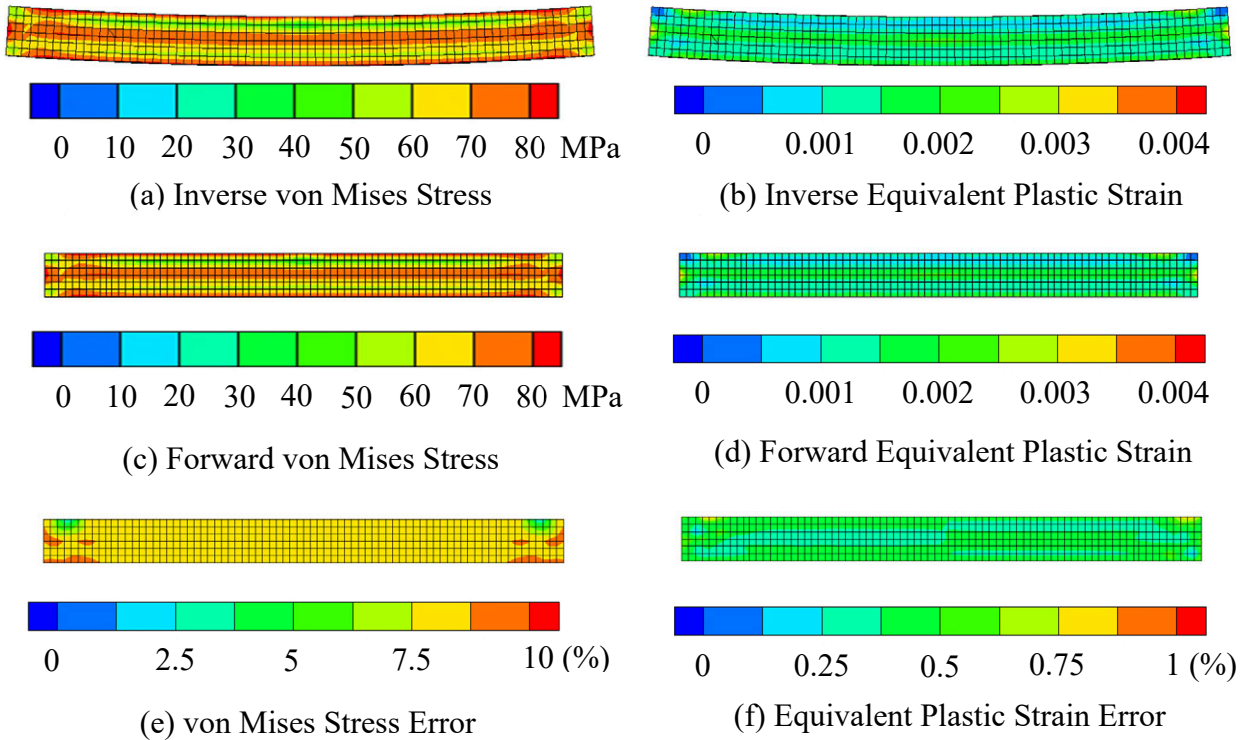 0 10 20 30 40 50 60 70 80 MPa
(a) Inverse von Mises Stress
0 0.001 0.002 0.003 0.004
(b) Inverse Equivalent Plastic Strain
0 10 20 30 40 50 60 70 80 MPa
(c) Forward von Mises Stress
0 0.001 0.002 0.003 0.004
(d) Forward Equivalent Plastic Strain
0 2.5 5 7.5 10 (%)
(e) von Mises Stress Error
0 0.25 0.5 0.75 1 (%)
(f) Equivalent Plastic Strain Error